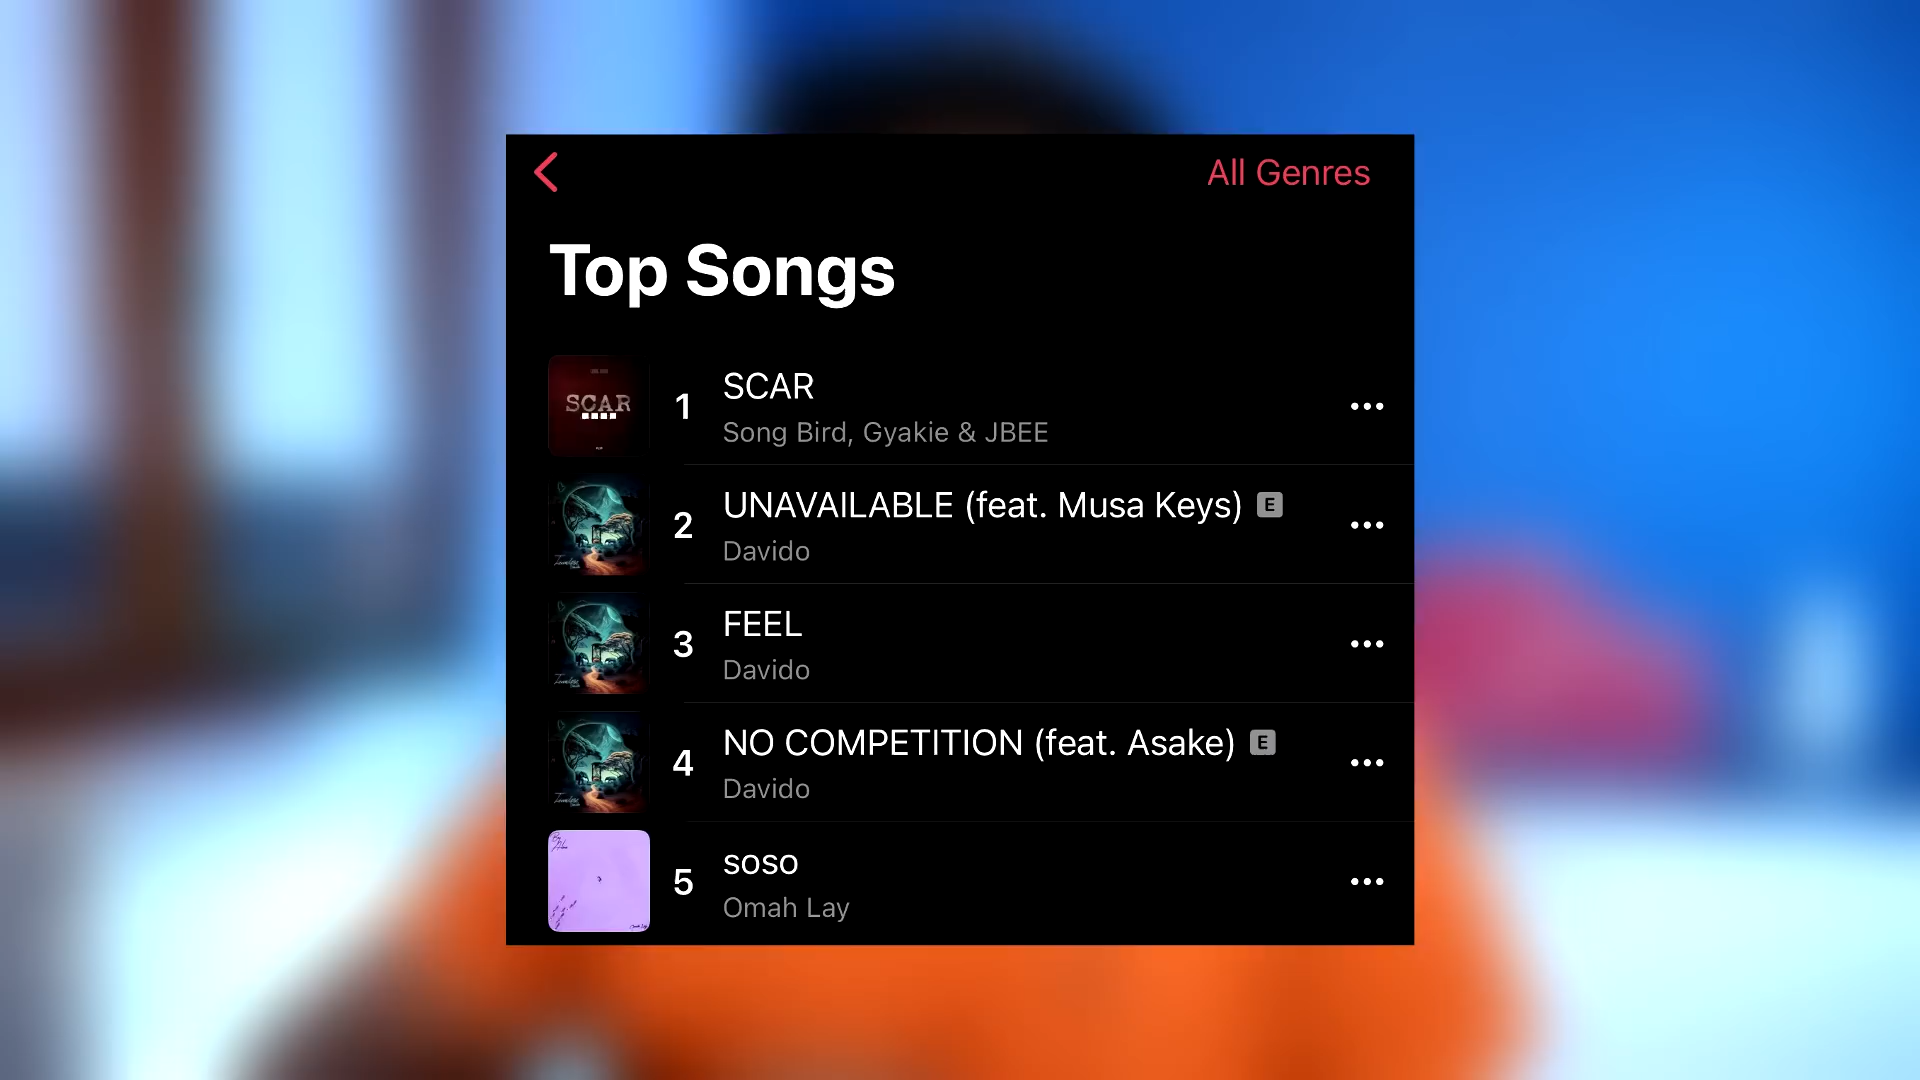 All Genres
Top Songs
SCAR
1
SCAR
Song Bird, Gyakie & JBEE
2
UNAVAILABLE (feat. Musa Keys) E
Davido
3
FEEL
Davido
4
NO COMPETITION (feat. Asake) E
Davido
5
soso
Omah Lay